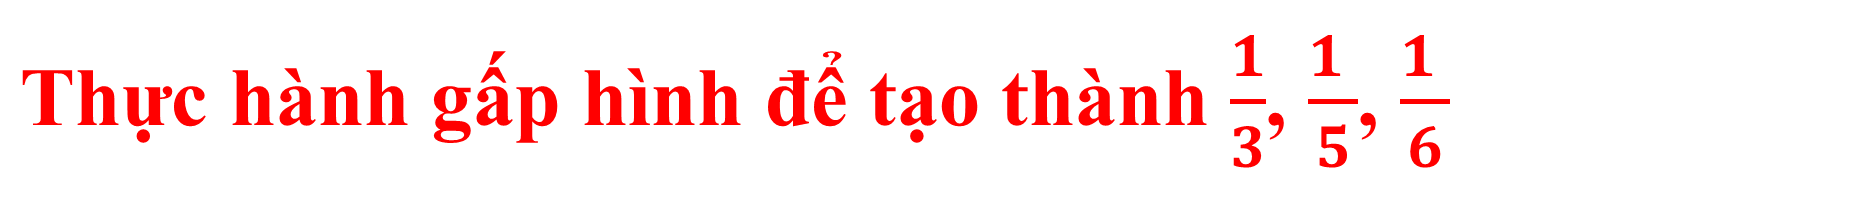 Thực hành gấp hình để tạo thành 1/3, 1/5, 1/6